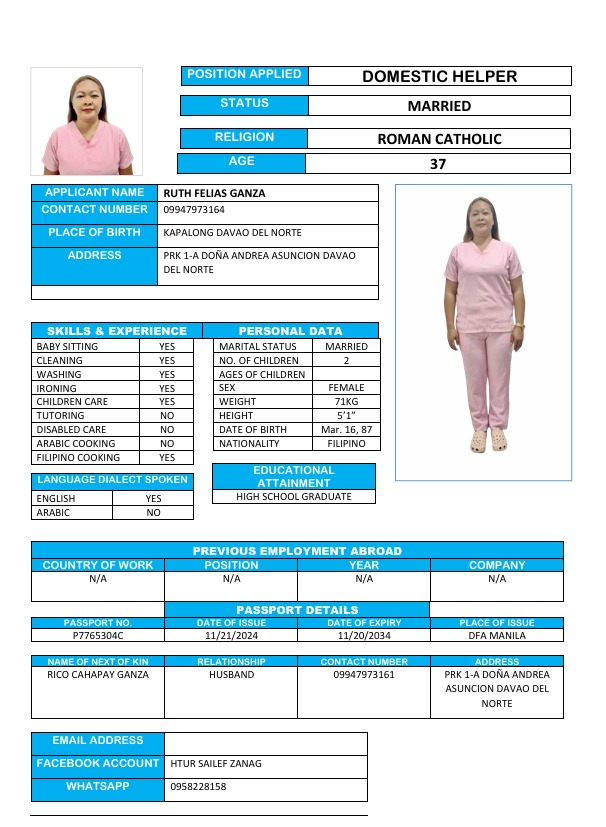 POSITION APPLIED DOMESTIC HELPER
STATUS MARRIED
RELIGION ROMAN CATHOLIC
AGE 37
APPLICANT NAME RUTH FELIAS GANZA
CONTACT NUMBER 09947973164
PLACE OF BIRTH KAPALONG DAVAO DEL NORTE
ADDRESS PRK 1-A DOÑA ANDREA ASUNCION DAVAO
DEL NORTE
SKILLS & EXPERIENCE PERSONAL DATA
BABY SITTING YES MARITAL STATUS MARRIED
CLEANING YES NO. OF CHILDREN 2
WASHING YES AGES OF CHILDREN
IRONING YES SEX FEMALE
CHILDREN CARE YES WEIGHT 71KG
TUTORING NO HEIGHT 5’1”
DISABLED CARE NO DATE OF BIRTH Mar. 16, 87
ARABIC COOKING NO NATIONALITY FILIPINO
FILIPINO COOKING YES
EDUCATIONAL
ATTAINMENT
HIGH SCHOOL GRADUATE
LANGUAGE DIALECT SPOKEN
ENGLISH YES
ARABIC NO
PREVIOUS EMPLOYMENT ABROAD
COUNTRY OF WORK POSITION YEAR COMPANY
N/A N/A N/A N/A
PASSPORT DETAILS
PASSPORT NO. DATE OF ISSUE DATE OF EXPIRY PLACE OF ISSUE
P7765304C 11/21/2024 11/20/2034 DFA MANILA
NAME OF NEXT OF KIN RELATIONSHIP CONTACT NUMBER ADDRESS
RICO CAHAPAY GANZA HUSBAND 09947973161 PRK 1-A DOÑA ANDREA
ASUNCION DAVAO DEL
NORTE
EMAIL ADDRESS
FACEBOOK ACCOUNT HTUR SAILEF ZANAG
WHATSAPP 0958228158